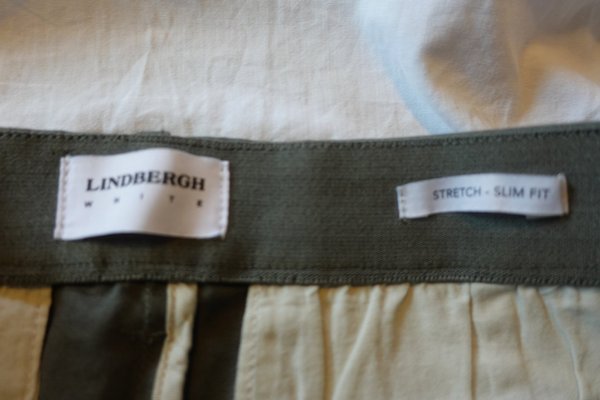 LINDBERGH
WHITE
STRETCH - SLIM FIT